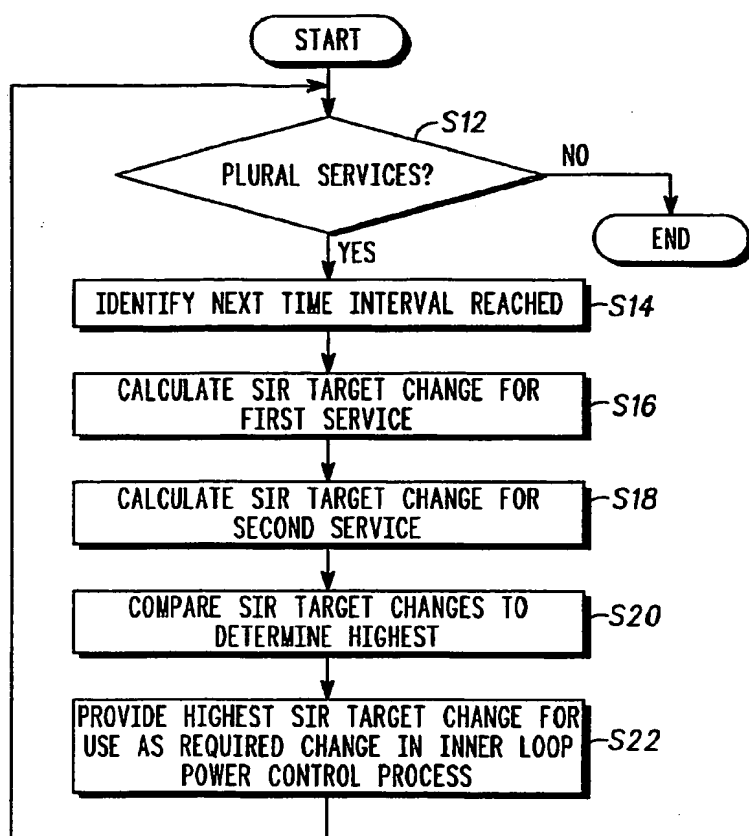 START
S12
PLURAL SERVICES?
NO
END
YES
IDENTIFY NEXT TIME INTERVAL REACHED
S14
CALCULATE SIR TARGET CHANGE FOR
FIRST SERVICE
S16
CALCULATE SIR TARGET CHANGE FOR
SECOND SERVICE
S18
COMPARE SIR TARGET CHANGES TO
DETERMINE HIGHEST
S20
PROVIDE HIGHEST SIR TARGET CHANGE FOR
USE AS REQUIRED CHANGE IN INNER LOOP
POWER CONTROL PROCESS
S22